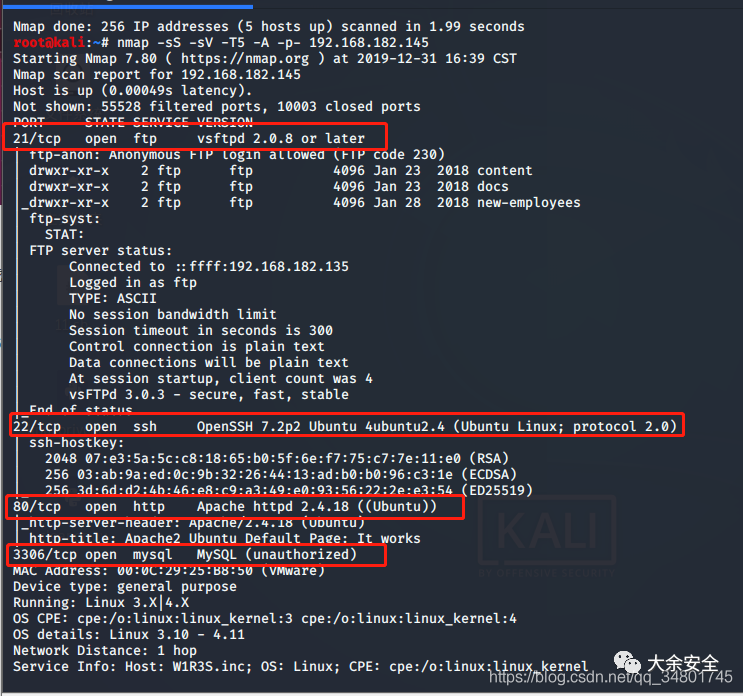 Nmap done: 256 IP addresses (5 hosts up) scanned in 1.99 seconds
root@kali:~# nmap -sS -sV -T5 -A -p- 192.168.182.145
Starting Nmap 7.80 ( https://nmap.org ) at 2019-12-31 16:39 CST
Nmap scan report for 192.168.182.145
Host is up (0.00049s latency).
Not shown: 55528 filtered ports, 10003 closed ports
PORT     STATE SERVICE VERSION
21/tcp   open  ftp     vsftpd 2.0.8 or later
| ftp-anon: Anonymous FTP login allowed (FTP code 230)
| drwxr-xr-x    2 ftp      ftp          4096 Jan 23  2018 content
| drwxr-xr-x    2 ftp      ftp          4096 Jan 23  2018 docs
|_drwxr-xr-x    2 ftp      ftp          4096 Jan 28  2018 new-employees
| ftp-syst:
|   STAT:
| FTP server status:
|      Connected to ::ffff:192.168.182.135
|      Logged in as ftp
|      TYPE: ASCII
|      No session bandwidth limit
|      Session timeout in seconds is 300
|      Control connection is plain text
|      Data connections will be plain text
|      At session startup, client count was 4
|      vsFTPd 3.0.3 - secure, fast, stable
|_End of status
22/tcp   open  ssh     OpenSSH 7.2p2 Ubuntu 4ubuntu2.4 (Ubuntu Linux; protocol 2.0)
| ssh-hostkey:
|   2048 07:e3:5a:5c:c8:18:65:b0:5f:6e:f7:75:c7:7e:11:e0 (RSA)
|   256 03:ab:9a:ed:0c:9b:32:26:44:13:ad:b0:b0:96:c3:1e (ECDSA)
|_  256 3d:6d:d2:4b:46:e8:c9:a3:49:e0:93:56:22:2e:e3:54 (ED25519)
80/tcp   open  http    Apache httpd 2.4.18 ((Ubuntu))
|_http-server-header: Apache/2.4.18 (Ubuntu)
|_http-title: Apache2 Ubuntu Default Page: It works
3306/tcp open  mysql   MySQL (unauthorized)
MAC Address: 00:0C:29:25:B8:50 (VMware)
Device type: general purpose
Running: Linux 3.X|4.X
OS CPE: cpe:/o:linux:linux_kernel:3 cpe:/o:linux:linux_kernel:4
OS details: Linux 3.10 - 4.11
Network Distance: 1 hop
Service Info: Host: W1R3S.inc; OS: Linux; CPE: cpe:/o:linux:linux_kernel
KALI
BY OFFENSIVE SECURITY
大余安全
https://blog.csdn.net/qq_34801745